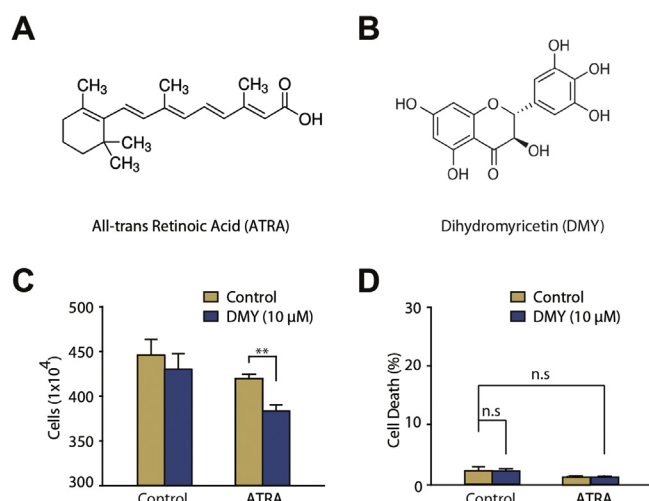 A
CH₃
CH₃
CH₃
O
OH
CH₃
CH₃
All-trans Retinoic Acid (ATRA)
B
OH
OH
OH
HO
O
OH
OH
O
Dihydromyricetin (DMY)
C
Control
DMY (10 µM)
500
450
400
350
300
Cells (1x10⁴)
**
Control
ATRA
D
Control
DMY (10 µM)
30
20
10
0
Cell Death (%)
n.s
n.s
Control
ATRA